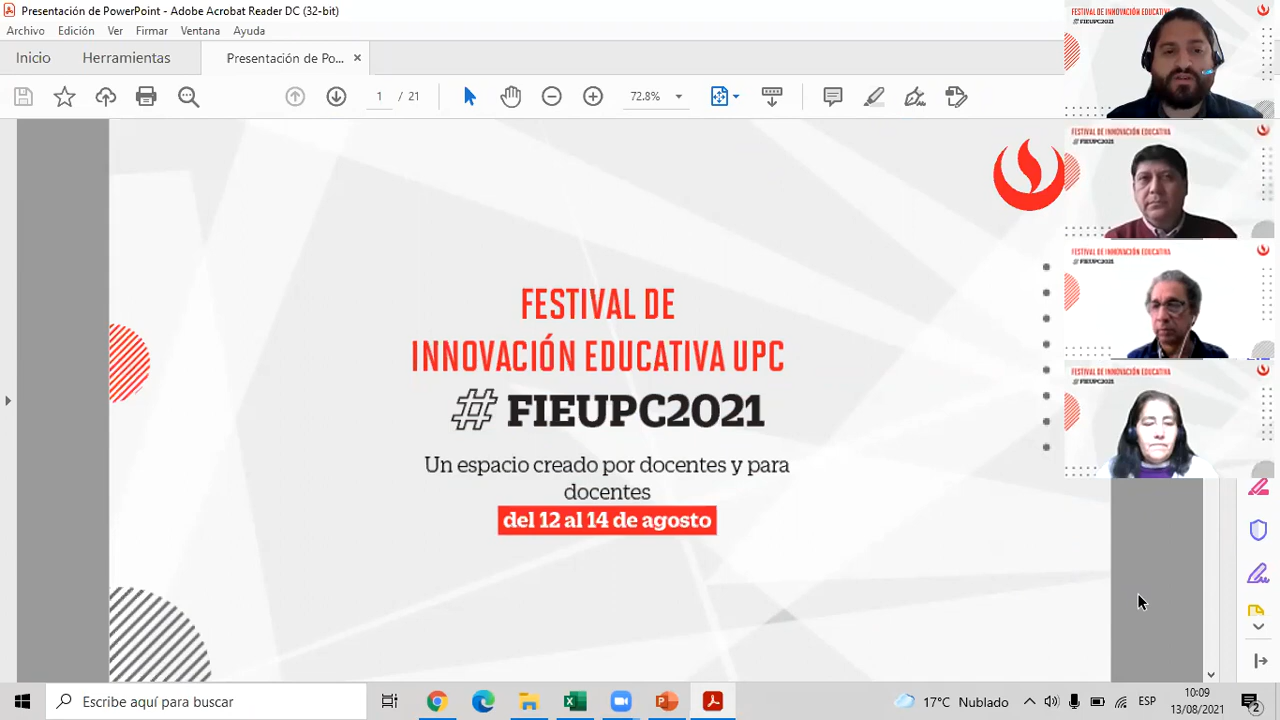 Presentación de PowerPoint - Adobe Acrobat Reader DC (32-bit)
Archivo Edición Ver Firmar Ventana Ayuda
Inicio Herramientas Presentación de Po... ×
1 / 21 72.8%
FESTIVAL DE
INNOVACIÓN EDUCATIVA UPC
# FIEUPC2021
Un espacio creado por docentes y para
docentes
del 12 al 14 de agosto
FESTIVAL DE INNOVACIÓN EDUCATIVA
# FIEUPC2021
FESTIVAL DE INNOVACIÓN EDUCATIVA
# FIEUPC2021
FESTIVAL DE INNOVACIÓN EDUCATIVA
# FIEUPC2021
FESTIVAL DE INNOVACIÓN EDUCATIVA
# FIEUPC2021
Escribe aquí para buscar
17°C Nublado
ESP
10:09
13/08/2021
2